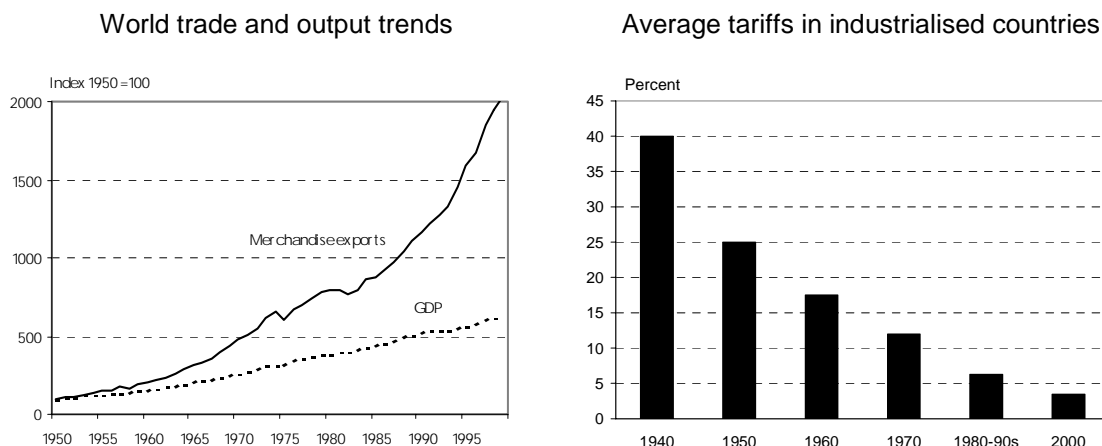 World trade and output trends
Index 1950=100
2000
1500
1000
500
0
Merchandise exports
GDP
1950 1955 1960 1965 1970 1975 1980 1985 1990 1995
Average tariffs in industrialised countries
Percent
45
40
35
30
25
20
15
10
5
0
1940 1950 1960 1970 1980-90s 2000